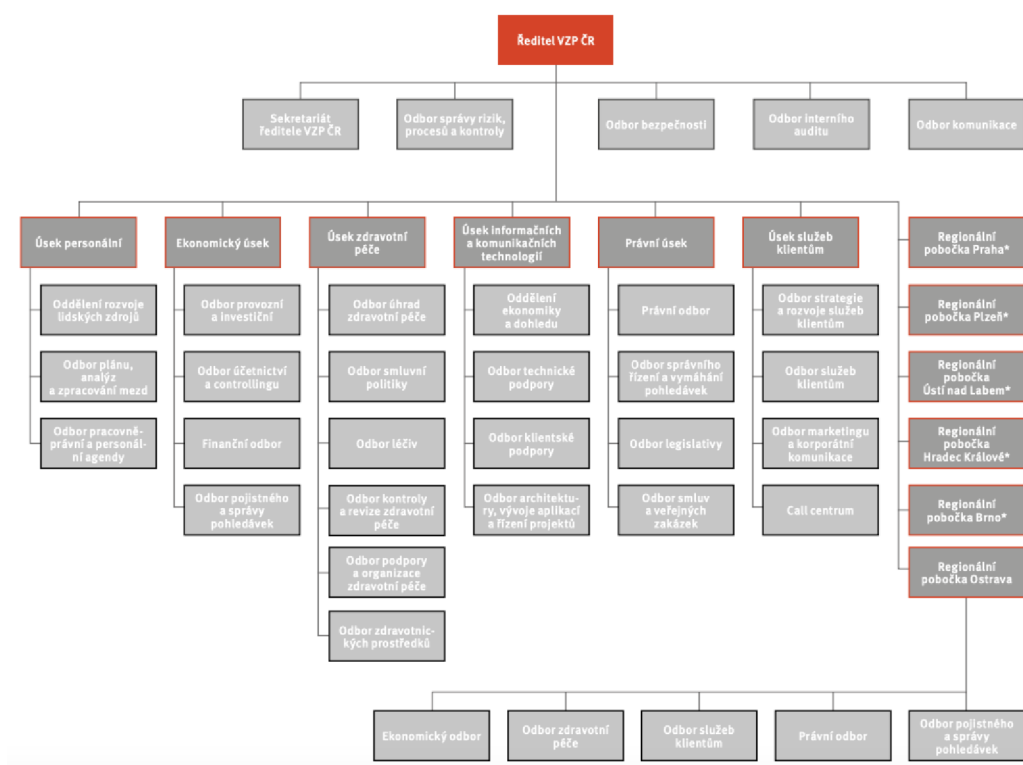 Ředitel VZP ČR
Sekretariát
ředitele VZP ČR
Odbor správy rizik,
procesů a kontroly
Odbor bezpečnosti
Odbor interního
auditu
Odbor komunikace
Úsek personální
Ekonomický úsek
Úsek zdravotní
péče
Úsek informačních
a komunikačních
technologií
Právní úsek
Úsek služeb
klientům
Regionální
pobočka Praha*
Oddělení rozvoje
lidských zdrojů
Odbor provozní
a investiční
Odbor úhrad
zdravotní péče
Oddělení
ekonomiky
a dohledu
Právní odbor
Odbor strategie
a rozvoje služeb
klientům
Regionální
pobočka Plzeň*
Odbor plánu,
analýz
a zpracování mezd
Odbor účetnictví
a controllingu
Odbor smluvní
politiky
Odbor technické
podpory
Odbor správního
řízení a vymáhání
pohledávek
Odbor služeb
klientům
Regionální
pobočka
Ústí nad Labem*
Odbor pracovně-
právní a personál-
ní agendy
Finanční odbor
Odbor léčiv
Odbor klientské
podpory
Odbor legislativy
Odbor marketingu
a korporátní
komunikace
Regionální
pobočka
Hradec Králové*
Odbor pojistného
a správy
pohledávek
Odbor kontroly
a revize zdravotní
péče
Odbor architektu-
ry, vývoje aplikací
a řízení projektů
Odbor smluv
a veřejných
zakázek
Call centrum
Regionální
pobočka Brno*
Odbor podpory
a organizace
zdravotní péče
Regionální
pobočka Ostrava
Odbor zdravotnic-
kých prostředků
Ekonomický odbor
Odbor zdravotní
péče
Odbor služeb
klientům
Právní odbor
Odbor pojistného
a správy
pohledávek